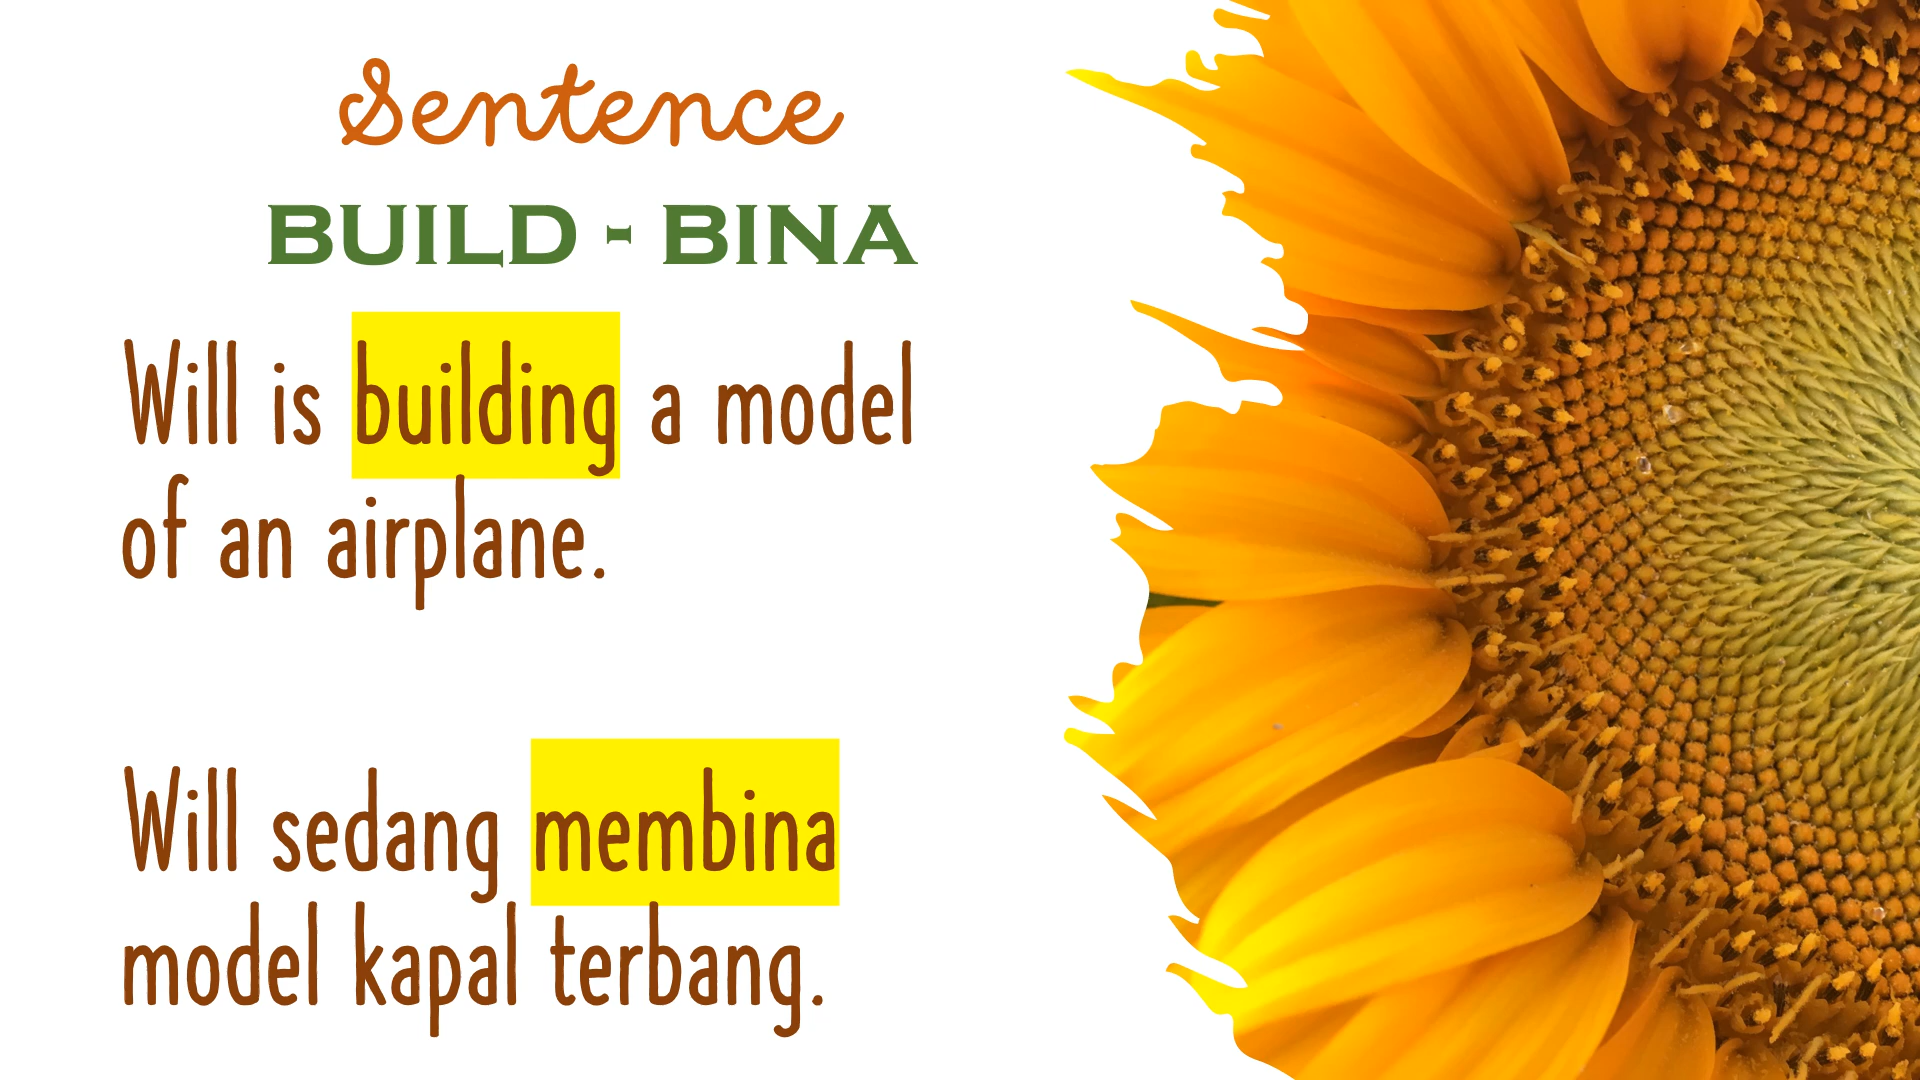 Sentence
BUILD - BINA
Will is building a model
of an airplane.
Will sedang membina
model kapal terbang.